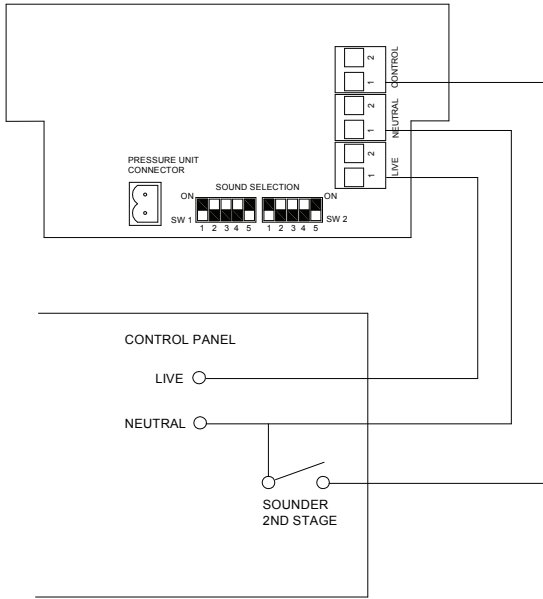 2
1
CONTROL
2
1
NEUTRAL
2
1
LIVE
PRESSURE UNIT
CONNECTOR
SOUND SELECTION
ON
ON
SW 1
SW 2
1 2 3 4 5
1 2 3 4 5
CONTROL PANEL
LIVE
NEUTRAL
SOUNDER
2ND STAGE